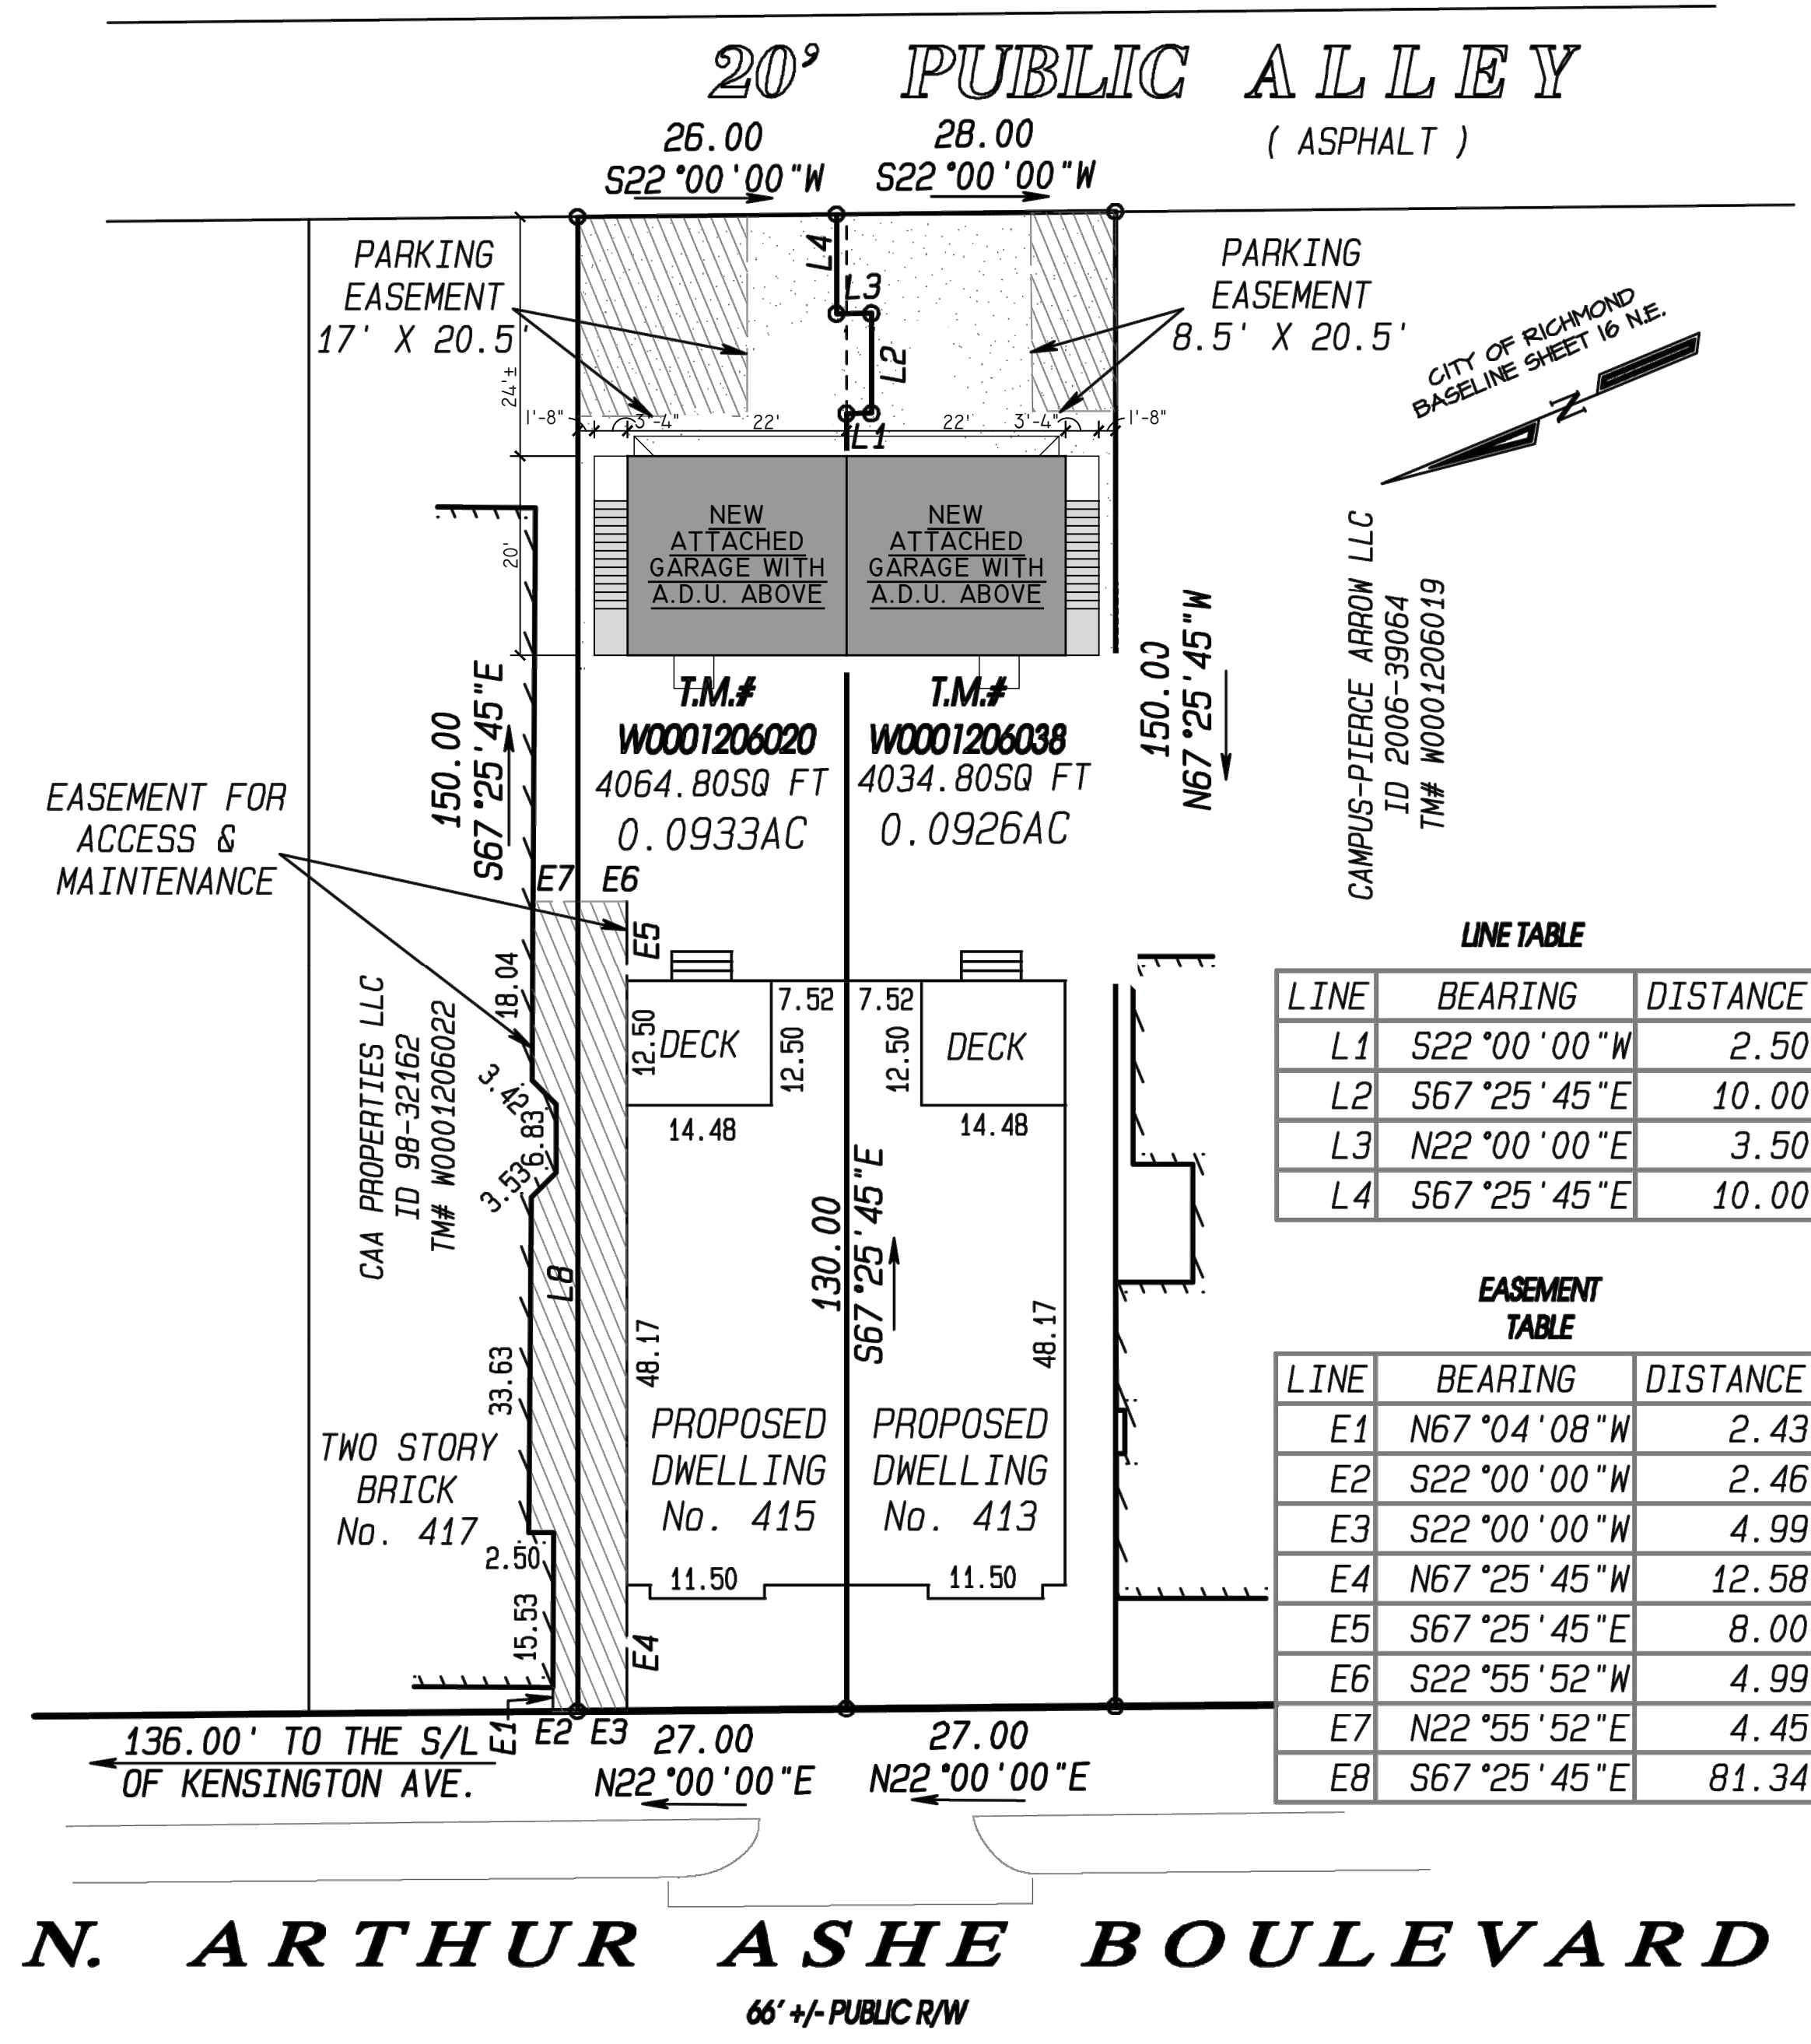 20' PUBLIC ALLEY
( ASPHALT )
26.00
S22°00'00"W
28.00
S22°00'00"W
PARKING
EASEMENT
17' X 20.5'
L4
L3
L2
L1
PARKING
EASEMENT
8.5' X 20.5'
CITY OF RICHMOND
BASELINE SHEET 16 N.E.
N
24'±
1'-8"
3'-4"
22'
22'
3'-4"
1'-8"
20'
NEW
ATTACHED
GARAGE WITH
A.D.U. ABOVE
NEW
ATTACHED
GARAGE WITH
A.D.U. ABOVE
CAMPUS-PIERCE ARROW LLC
ID 2006-39064
TM# W0001206019
150.00
S67°25'45"E
150.00
N67°25'45"W
T.M.#
W0001206020
4064.80SQ FT
0.0933AC
T.M.#
W0001206038
4034.80SQ FT
0.0926AC
EASEMENT FOR
ACCESS &
MAINTENANCE
E7
E6
E5
18.04
3.42
6.83
3.53
CAA PROPERTIES LLC
ID 98-32162
TM# W0001206022
12.50
DECK
7.52
12.50
14.48
7.52
12.50
DECK
14.48
L8
130.00
S67°25'45"E
48.17
48.17
33.63
TWO STORY
BRICK
No. 417
PROPOSED
DWELLING
No. 415
PROPOSED
DWELLING
No. 413
2.50
11.50
11.50
15.53
E4
E1
E2
E3
27.00
N22°00'00"E
27.00
N22°00'00"E
136.00' TO THE S/L
OF KENSINGTON AVE.
LINE TABLE
LINE BEARING DISTANCE
L1 S22°00'00"W 2.50
L2 S67°25'45"E 10.00
L3 N22°00'00"E 3.50
L4 S67°25'45"E 10.00
EASEMENT
TABLE
LINE BEARING DISTANCE
E1 N67°04'08"W 2.43
E2 S22°00'00"W 2.46
E3 S22°00'00"W 4.99
E4 N67°25'45"W 12.58
E5 S67°25'45"E 8.00
E6 S22°55'52"W 4.99
E7 N22°55'52"E 4.45
E8 S67°25'45"E 81.34
N. ARTHUR ASHE BOULEVARD
66' +/- PUBLIC R/W